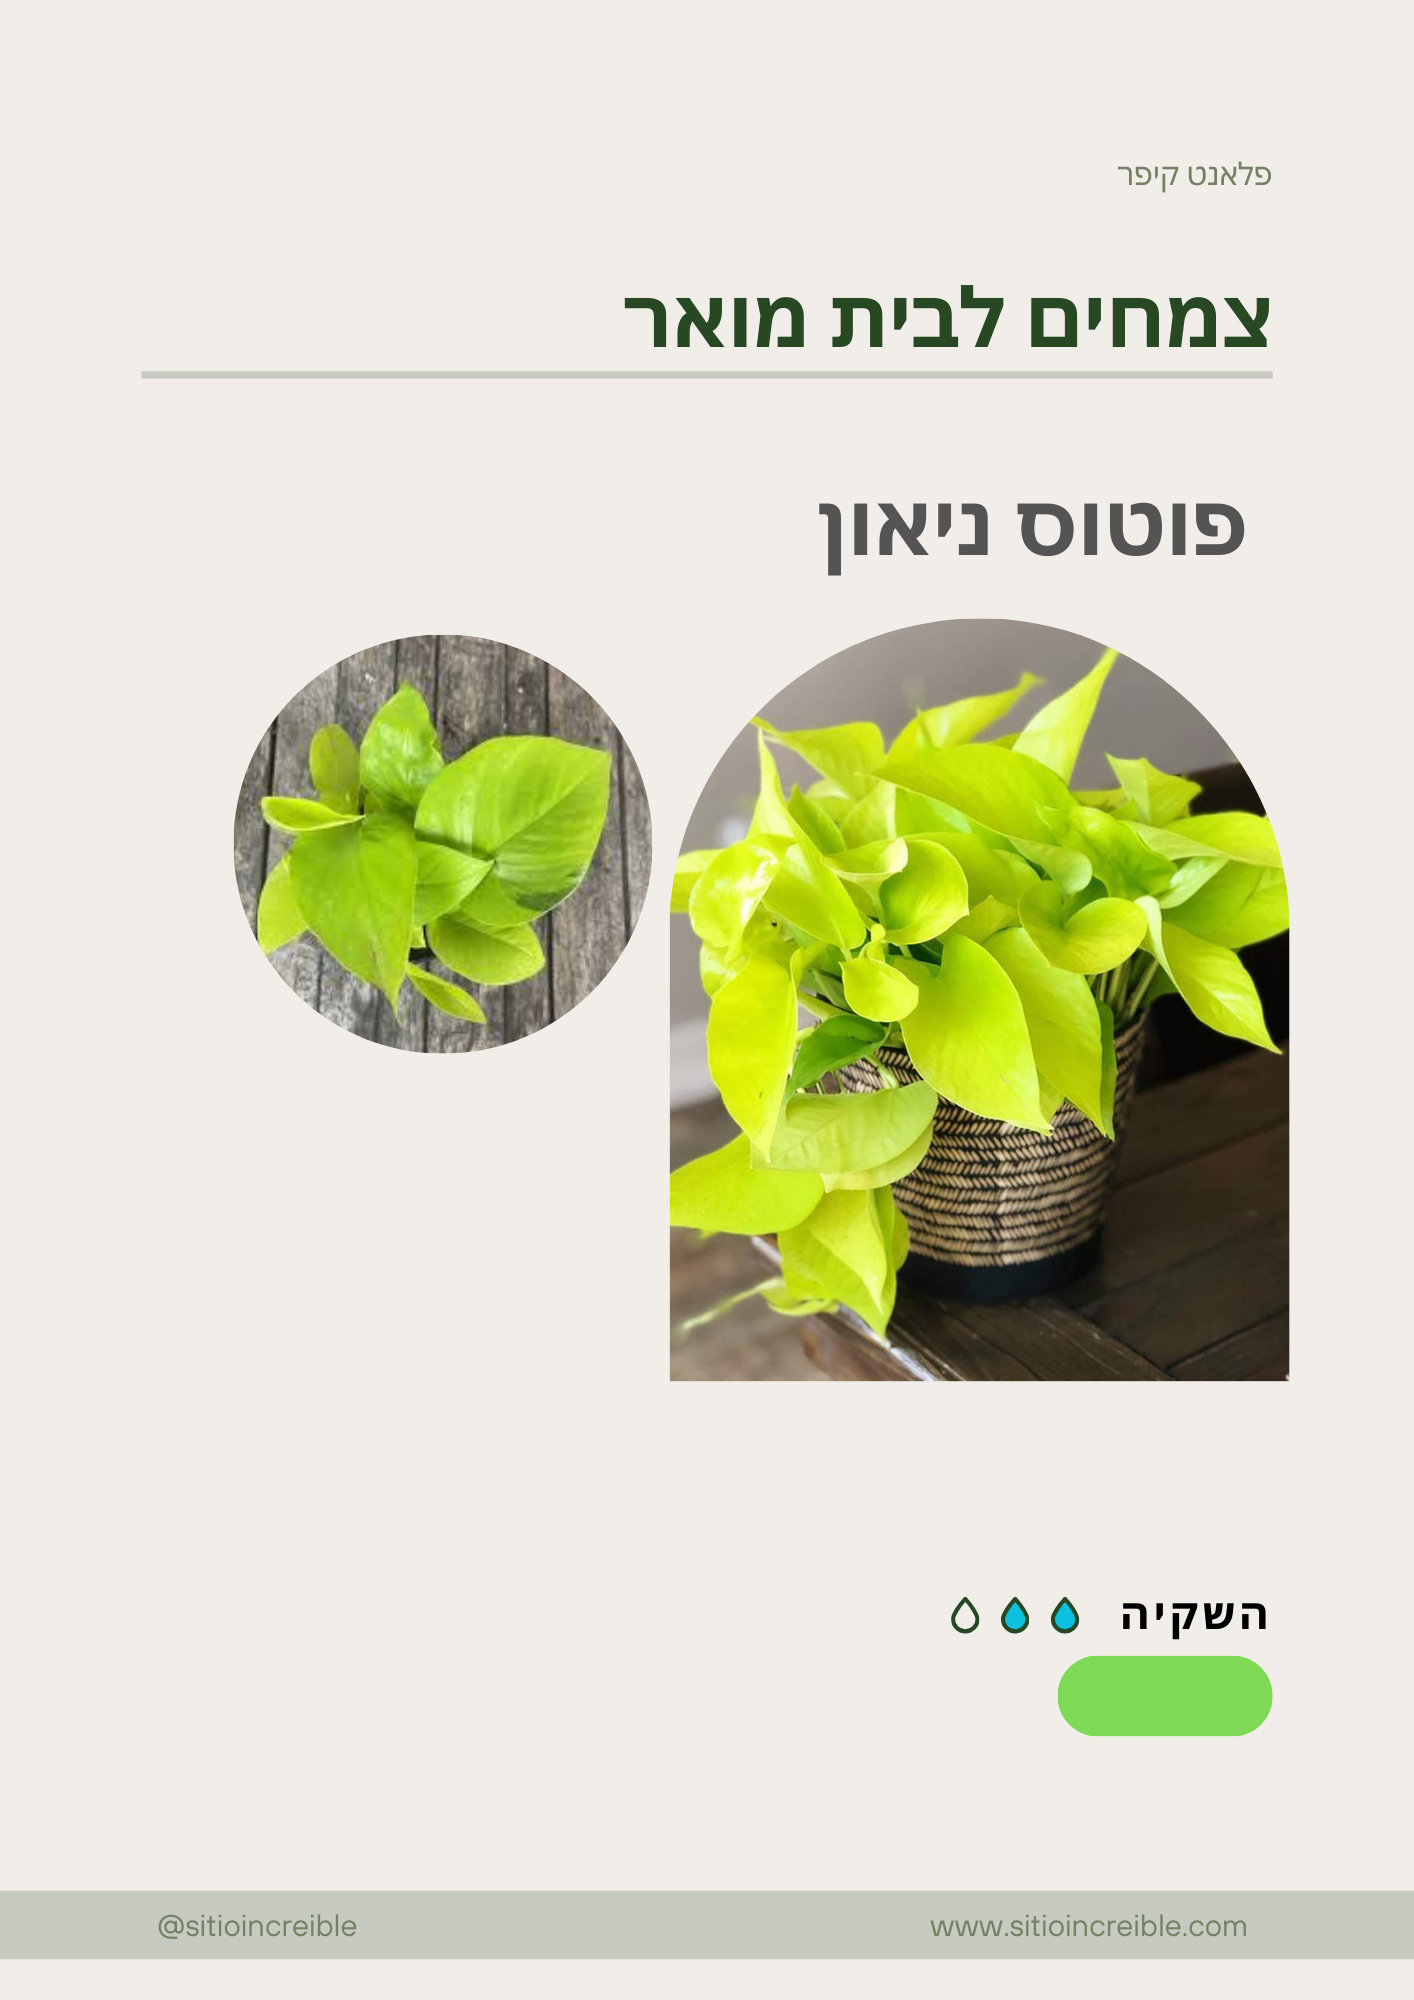 פלאנט קיפר
צמחים לבית מואר
פוטוס ניאון
השקיה
@sitioincreible
www.sitioincreible.com